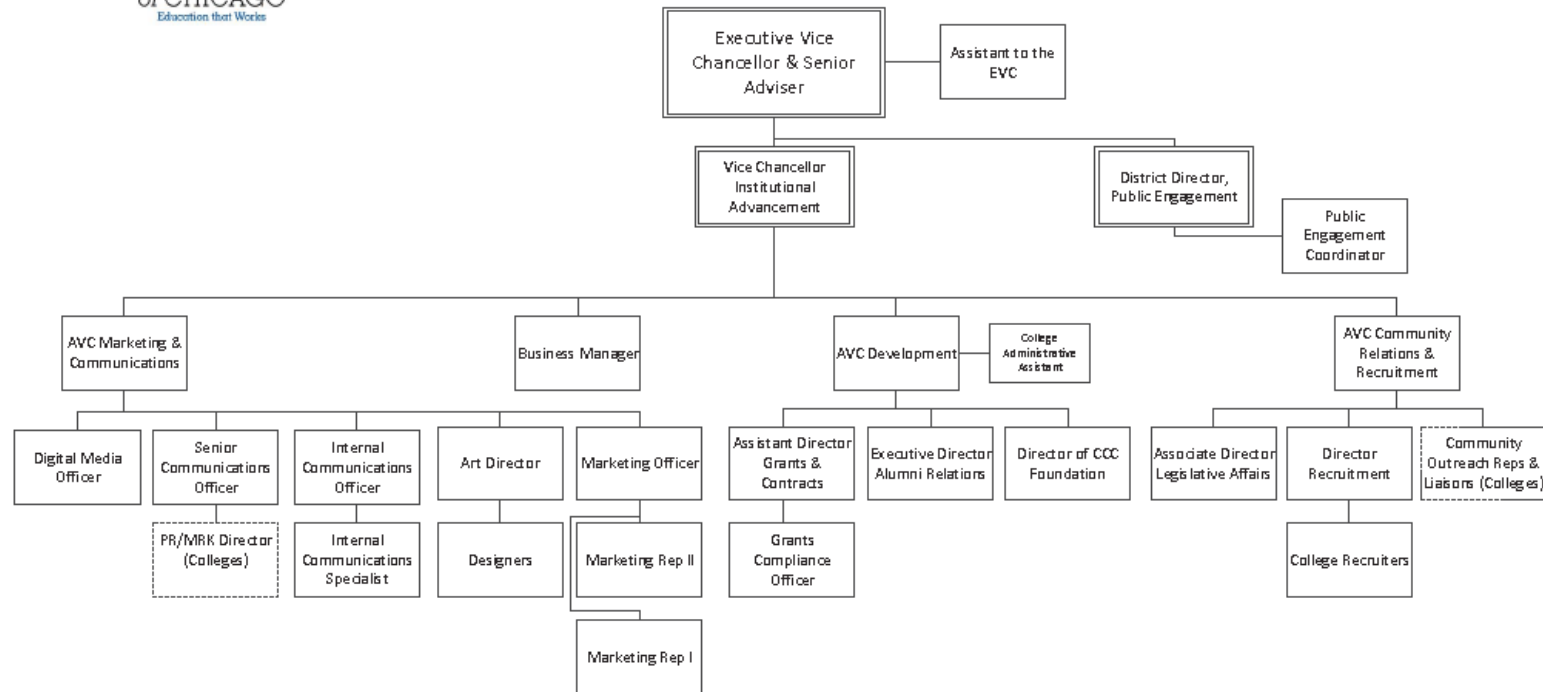 of CHICAGO
Education that Works
Executive Vice
Chancellor & Senior
Adviser
Assistant to the
EVC
Vice Chancellor
Institutional
Advancement
District Director,
Public Engagement
Public
Engagement
Coordinator
AVC Marketing &
Communications
Business Manager
AVC Development
College
Administrative
Assistant
AVC Community
Relations &
Recruitment
Digital Media
Officer
Senior
Communications
Officer
Internal
Communications
Officer
Art Director
Marketing Officer
Assistant Director
Grants &
Contracts
Executive Director
Alumni Relations
Director of CCC
Foundation
Associate Director
Legislative Affairs
Director
Recruitment
Community
Outreach Reps &
Liaisons (Colleges)
PR/MRK Director
(Colleges)
Internal
Communications
Specialist
Designers
Marketing Rep II
Grants
Compliance
Officer
College Recruiters
Marketing Rep I